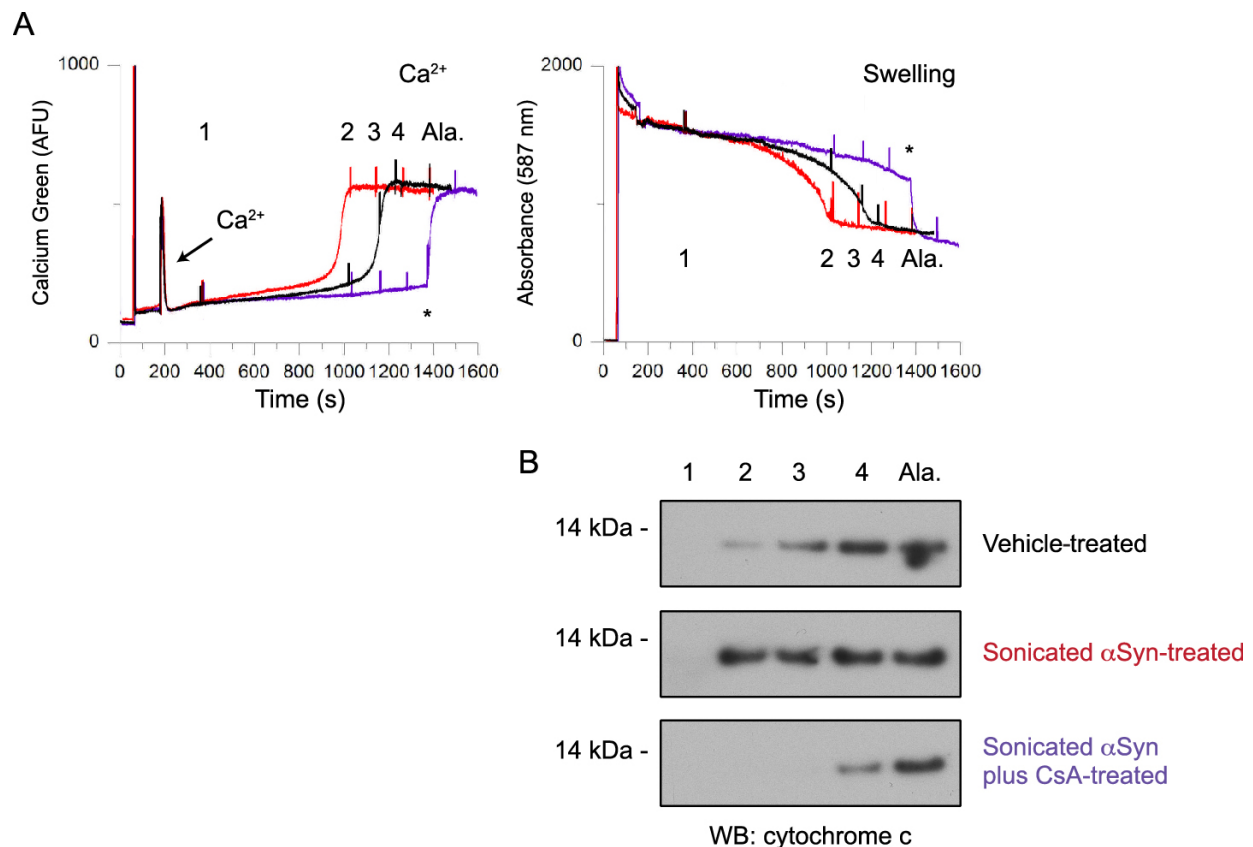 A
Ca²⁺
Swelling
1000
0
Calcium Green (AFU)
1
2
3
4
Ala.
Ca²⁺
*
0 200 400 600 800 1000 1200 1400 1600
Time (s)
2000
1000
0
Absorbance (587 nm)
*
1
2
3
4
Ala.
0 200 400 600 800 1000 1200 1400 1600
Time (s)
B
1 2 3 4 Ala.
14 kDa -
Vehicle-treated
14 kDa -
Sonicated αSyn-treated
14 kDa -
Sonicated αSyn
plus CsA-treated
WB: cytochrome c